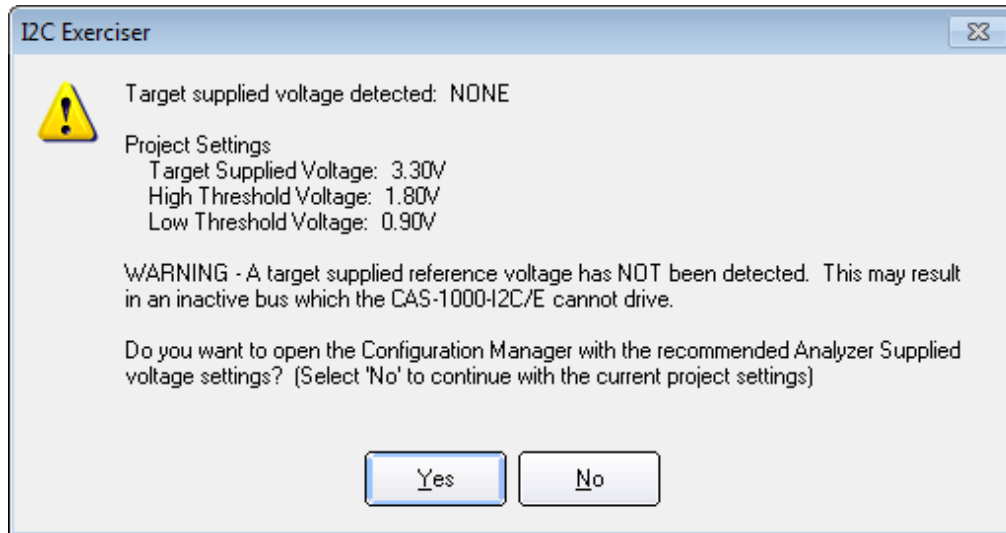 I2C Exerciser
Target supplied voltage detected:  NONE
Project Settings
Target Supplied Voltage:  3.30V
High Threshold Voltage:  1.80V
Low Threshold Voltage:  0.90V
WARNING - A target supplied reference voltage has NOT been detected.  This may result
in an inactive bus which the CAS-1000-I2C/E cannot drive.
Do you want to open the Configuration Manager with the recommended Analyzer Supplied
voltage settings?  (Select 'No' to continue with the current project settings)
Yes
No